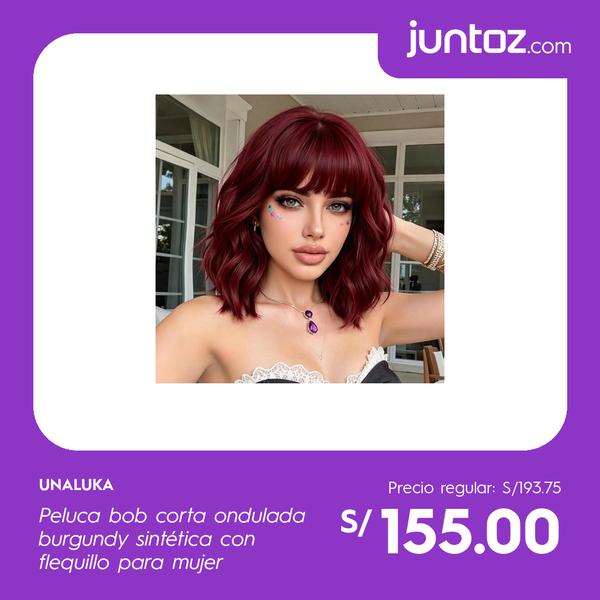 juntoz.com
UNALUKA
Peluca bob corta ondulada
burgundy sintética con
flequillo para mujer
Precio regular: S/193.75
S/155.00